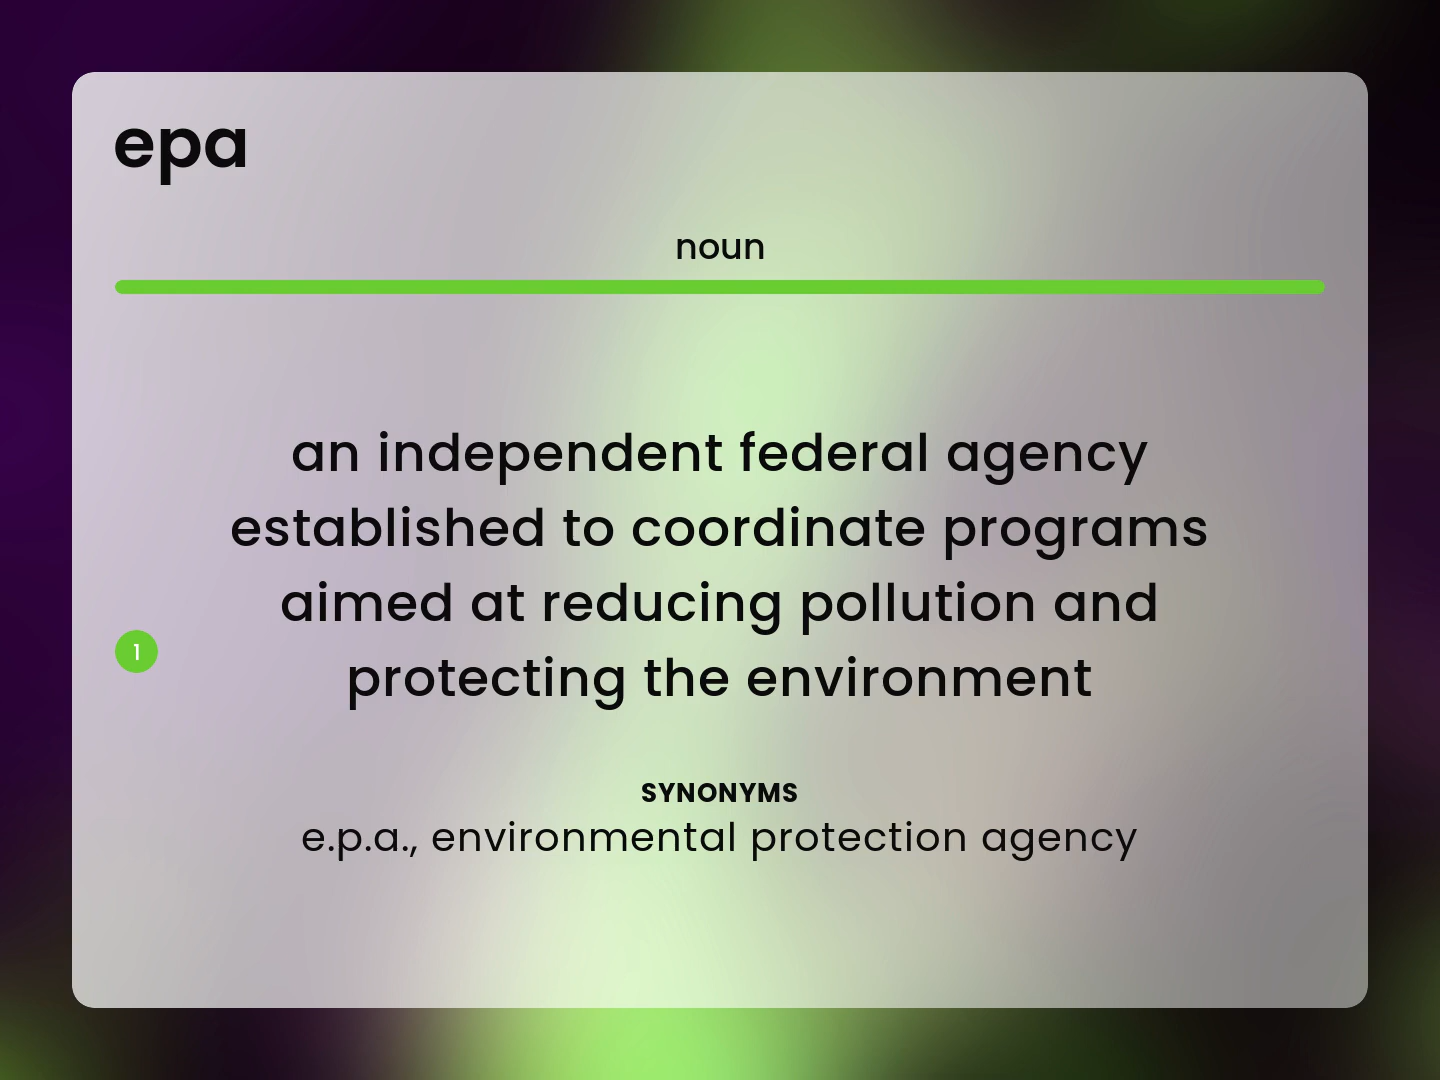 epa
noun
an independent federal agency
established to coordinate programs
aimed at reducing pollution and
protecting the environment
1
SYNONYMS
e.p.a., environmental protection agency